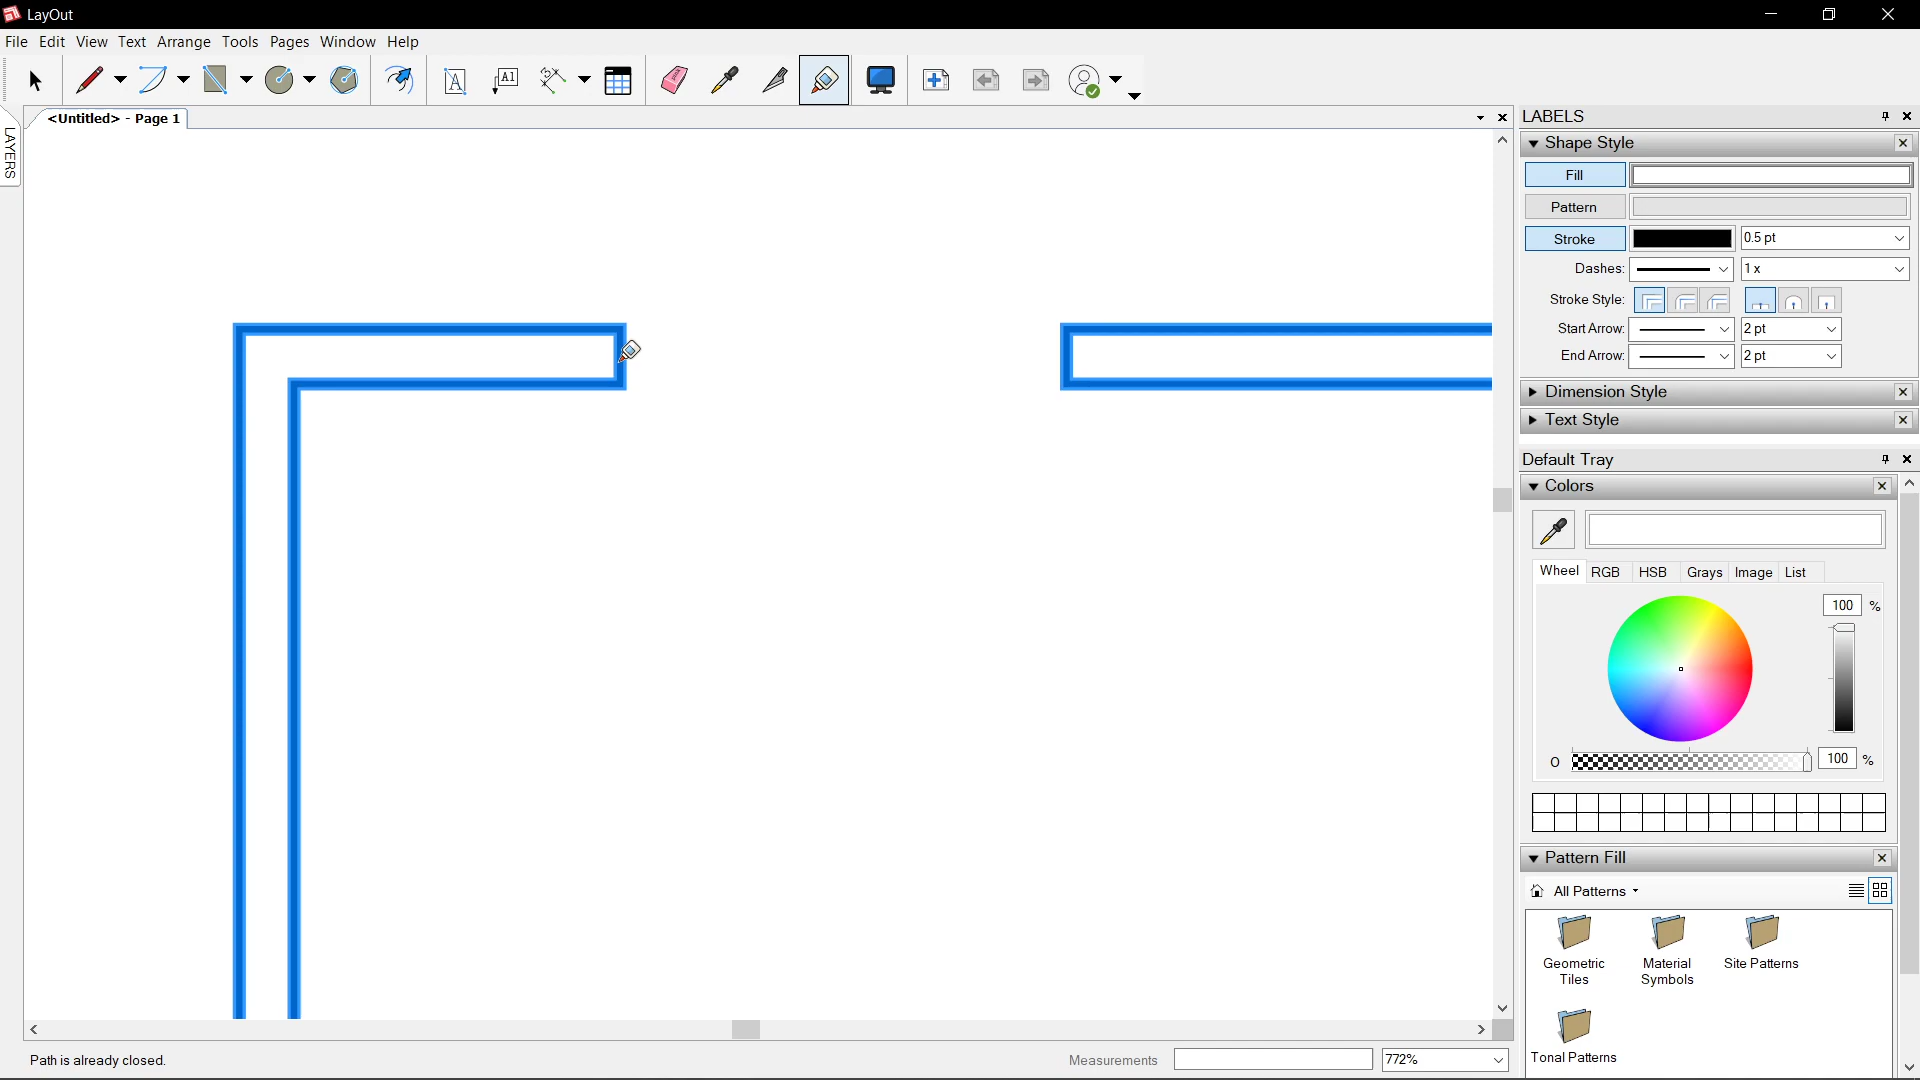 LayOut
File Edit View Text Arrange Tools Pages Window Help
A A1
<Untitled> - Page 1
LAYERS
LABELS
Shape Style
Fill
Pattern
Stroke 0.5 pt
Dashes: 1 x
Stroke Style:
Start Arrow: 2 pt
End Arrow: 2 pt
Dimension Style
Text Style
Default Tray
Colors
Wheel RGB HSB Grays Image List
100 %
O 100 %
Pattern Fill
All Patterns
Geometric Tiles
Material Symbols
Site Patterns
Tonal Patterns
Path is already closed.
Measurements 772%